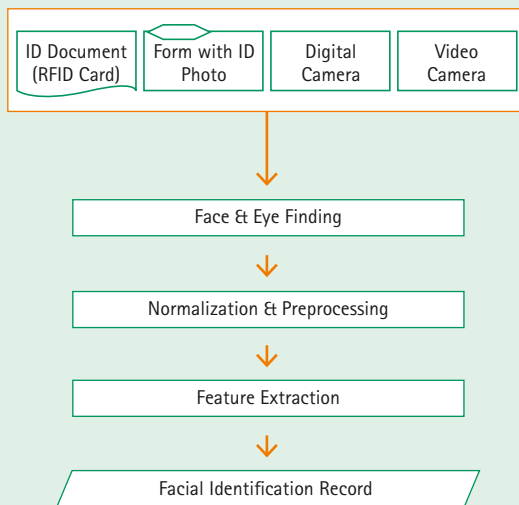 ID Document
(RFID Card)
Form with ID
Photo
Digital
Camera
Video
Camera
Face & Eye Finding
Normalization & Preprocessing
Feature Extraction
Facial Identification Record